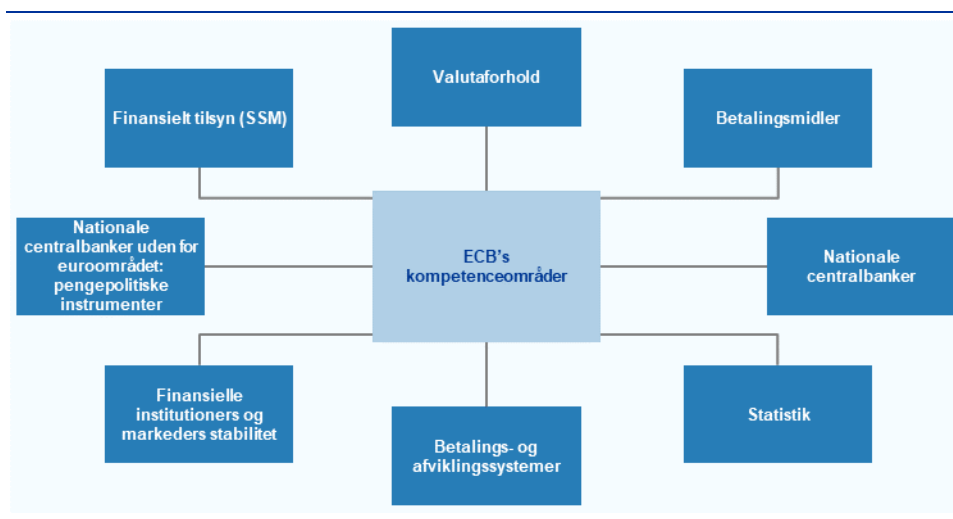 Valutaforhold
Finansielt tilsyn (SSM)
Betalingsmidler
Nationale
centralbanker uden for
euroområdet:
pengepolitiske
instrumenter
ECB's
kompetenceområder
Nationale
centralbanker
Finansielle
institutioners og
markeders stabilitet
Betalings- og
afviklingssystemer
Statistik